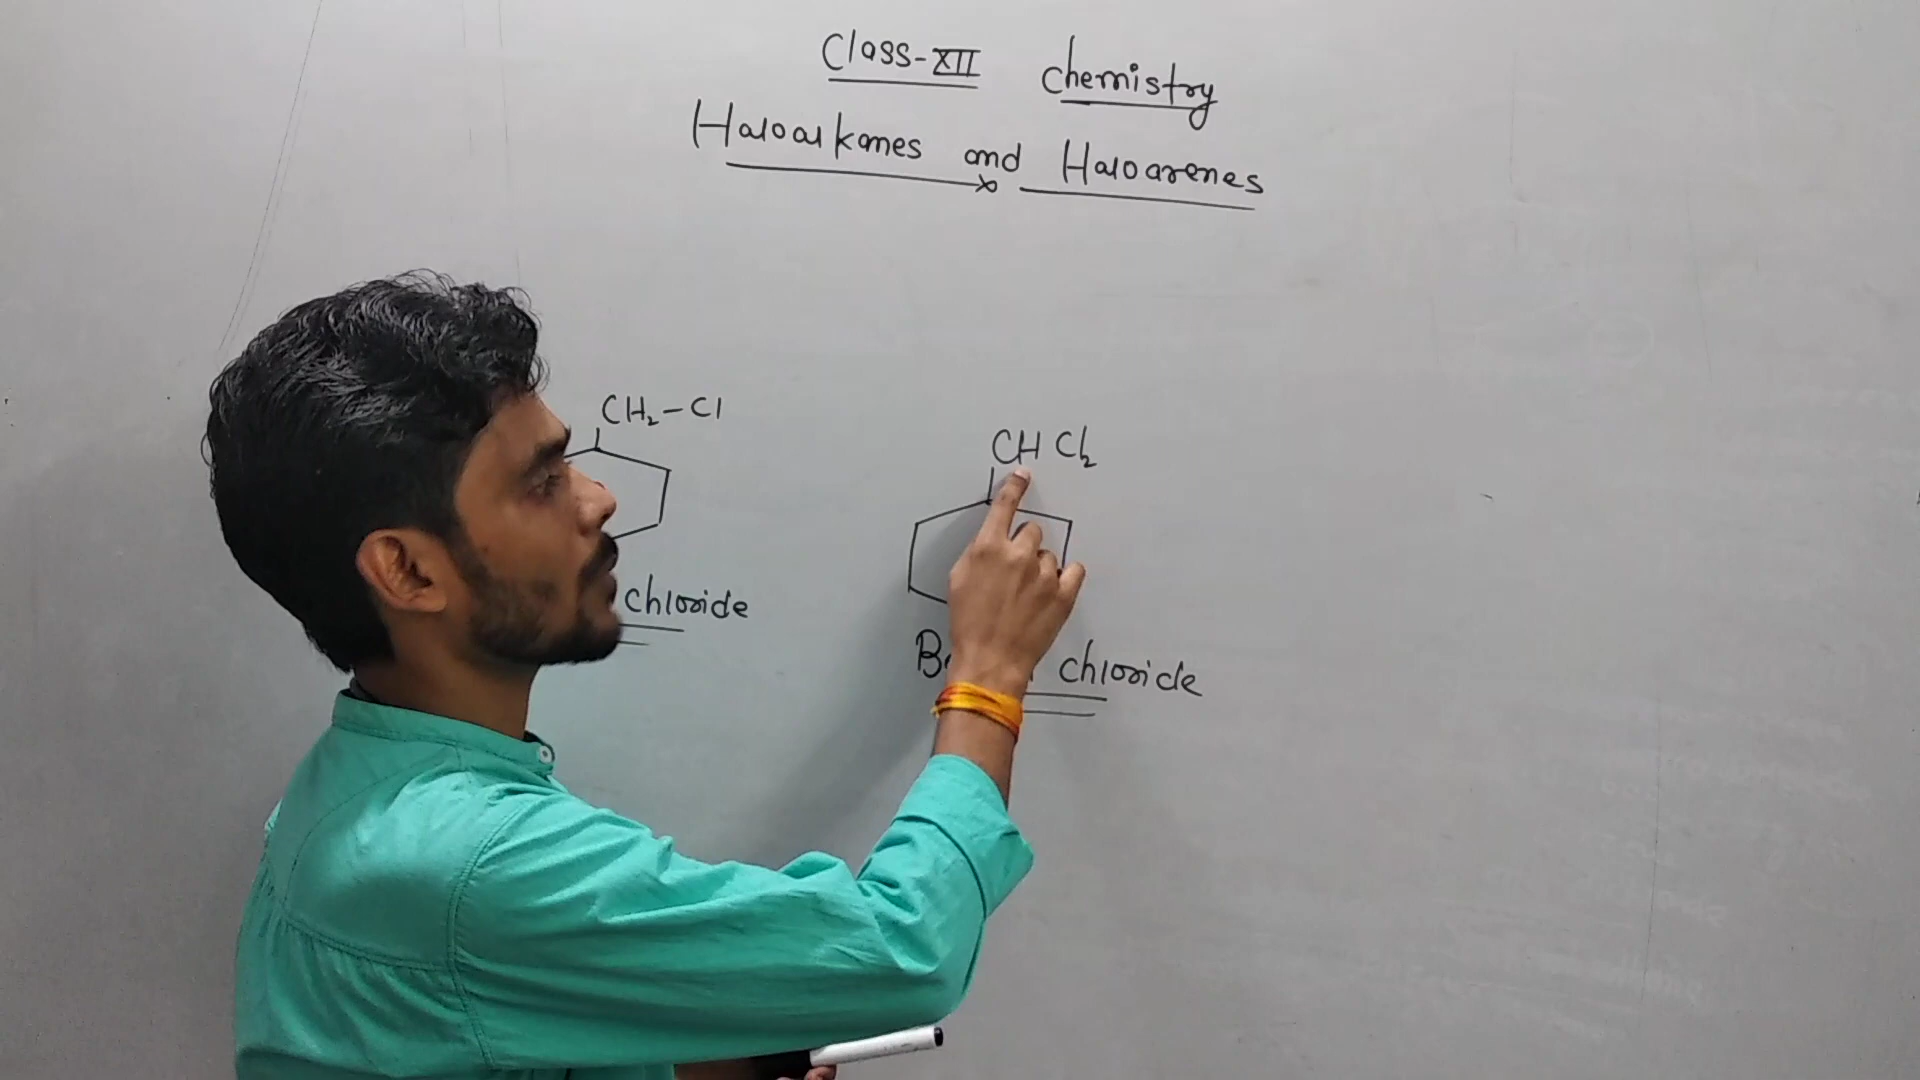 Class-XII Chemistry
Haloalkanes and Haloarenes
CH₂-Cl
CHCl₂
chloride
chloride